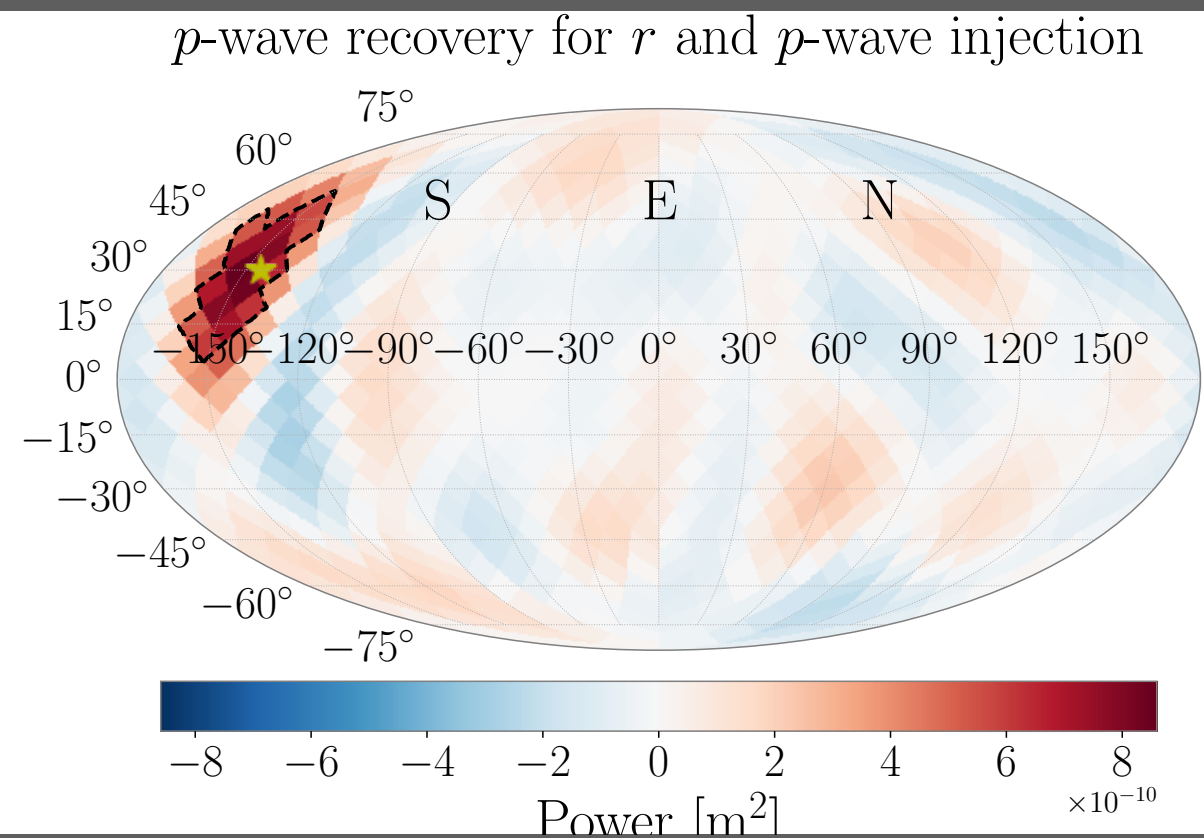 p-wave recovery for r and p-wave injection
75°
60°
45°
S E N
30°
15°
−150° −120° −90° −60° −30° 0° 30° 60° 90° 120° 150°
0°
−15°
−30°
−45°
−60°
−75°
−8 −6 −4 −2 0 2 4 6 8
×10⁻¹⁰
Power [m²]